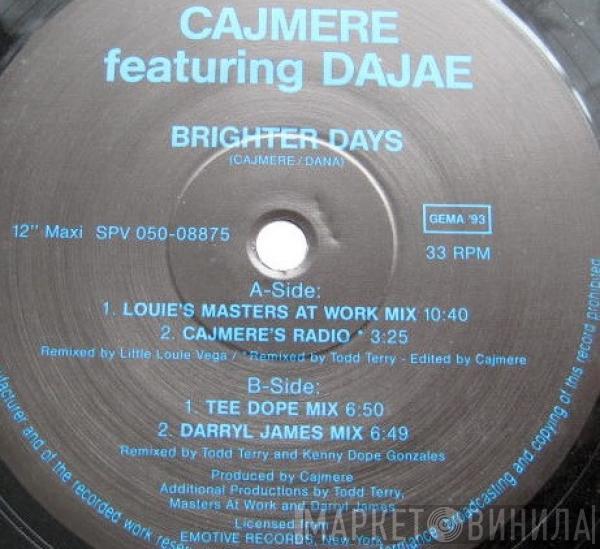 CAJMERE
featuring DAJAE
BRIGHTER DAYS
(CAJMERE/DANA)
GEMA '93
12" Maxi SPV 050-08875
33 RPM
A-Side:
1. LOUIE'S MASTERS AT WORK MIX 10:40
2. CAJMERE'S RADIO * 3:25
Remixed by Little Louie Vega / *Remixed by Todd Terry - Edited by Cajmere
B-Side:
1. TEE DOPE MIX 6:50
2. DARRYL JAMES MIX 6:49
Remixed by Todd Terry and Kenny Dope Gonzales
Produced by Cajmere
Additional Productions by Todd Terry,
Masters At Work and Darryl James
Licensed
EMOTIVE RECORDS, New York
facturer and of the recorded work reser
formance broadcasting and copying of this record prohibited
МАРКЕТ ВИНИЛА